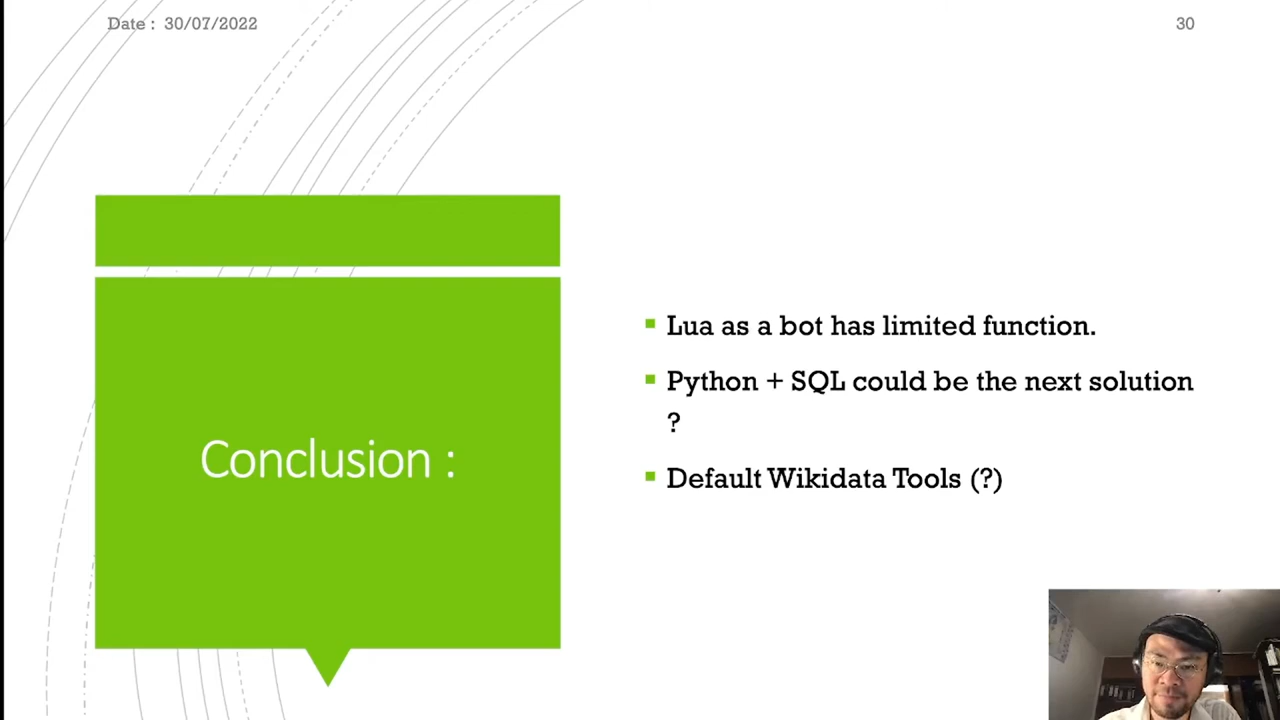 Date : 30/07/2022
30
Conclusion :
Lua as a bot has limited function.
Python + SQL could be the next solution
?
Default Wikidata Tools (?)